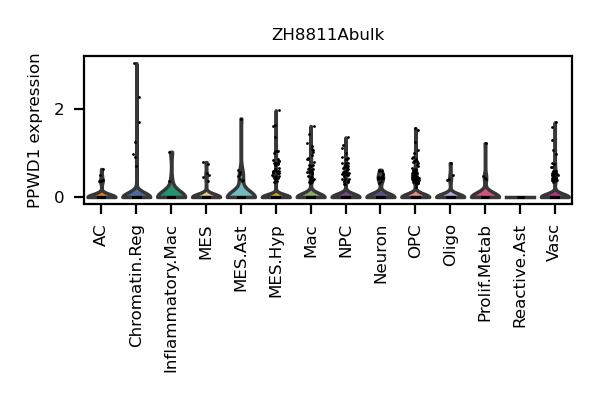 ZH8811Abulk
PPWD1 expression
2
0
AC
Chromatin.Reg
Inflammatory.Mac
MES
MES.Ast
MES.Hyp
Mac
NPC
Neuron
OPC
Oligo
Prolif.Metab
Reactive.Ast
Vasc